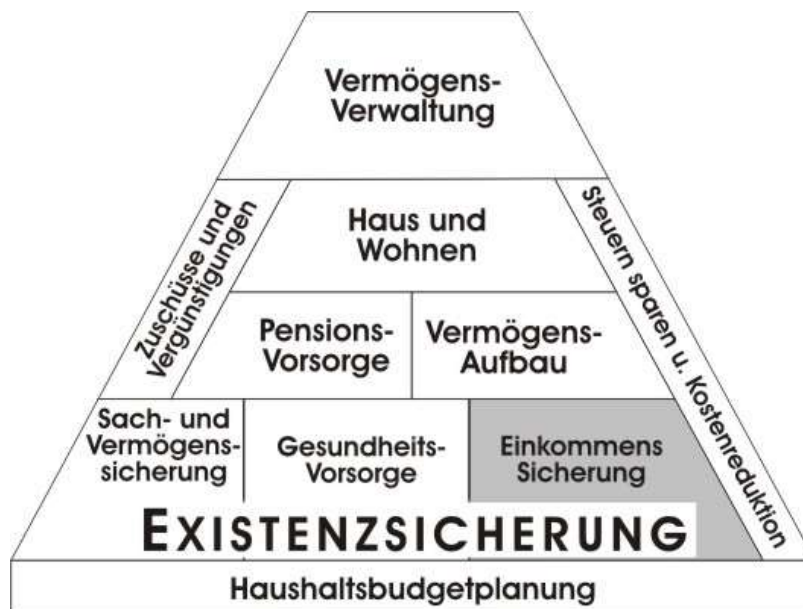 Vermögens-
Verwaltung
Zuschüsse und
Vergünstigungen
Haus und
Wohnen
Steuern sparen u. Kostenreduktion
Pensions-
Vorsorge
Vermögens-
Aufbau
Sach- und
Vermögens-
sicherung
Gesundheits-
Vorsorge
Einkommens
Sicherung
EXISTENZSICHERUNG
Haushaltsbudgetplanung